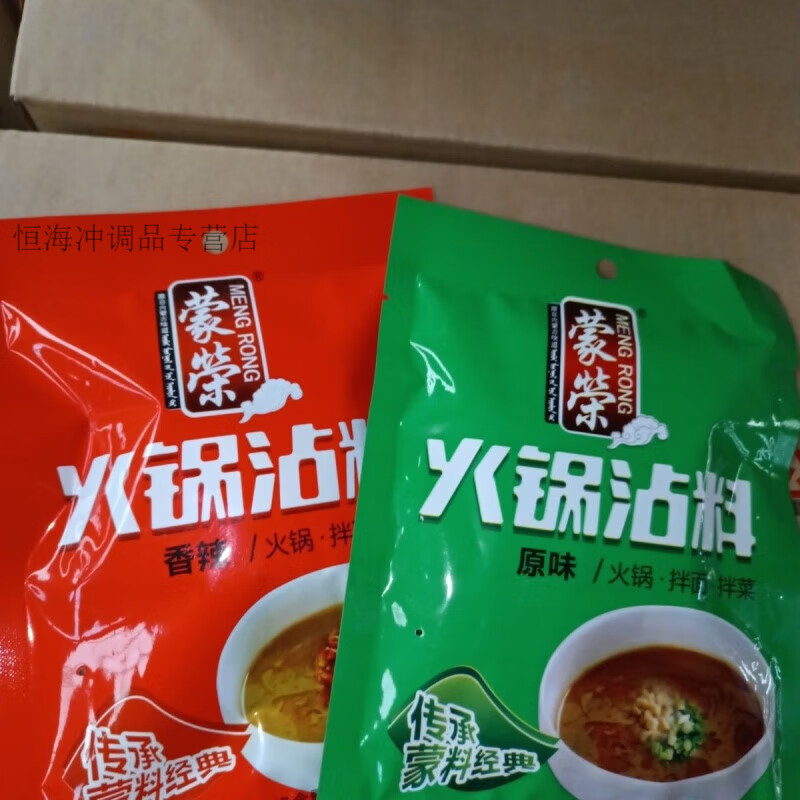 恒海冲调品专营店
蒙荣
MENG RONG
®
火锅沾料
香辣 / 火锅·拌面
传承
蒙料经典
蒙荣
MENG RONG
火锅沾料
原味 / 火锅·拌面·拌菜
传承
蒙料经典